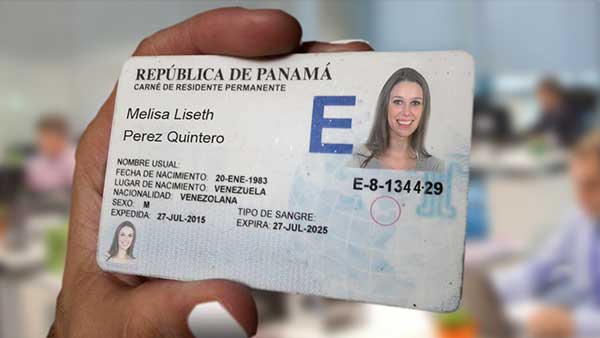 REPÚBLICA DE PANAMÁ
CARNÉ DE RESIDENTE PERMANENTE
Melisa Liseth
Perez Quintero
E
NOMBRE USUAL:
FECHA DE NACIMIENTO: 20-ENE-1983
LUGAR DE NACIMIENTO: VENEZUELA
NACIONALIDAD: VENEZOLANA
SEXO: M
TIPO DE SANGRE:
EXPEDIDA: 27-JUL-2015
EXPIRA: 27-JUL-2025
E-8-1344-29